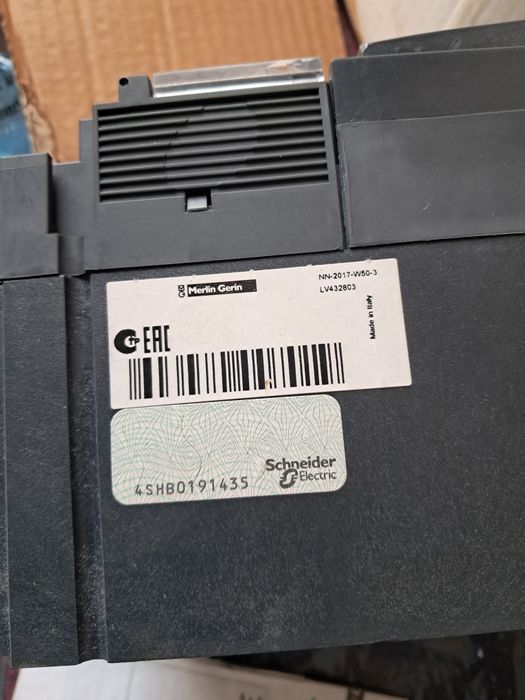 NN-2017-W50-3
Merlin Gerin
LV432803
Made in Italy
EAC
4SHB0191435
Schneider
Electric